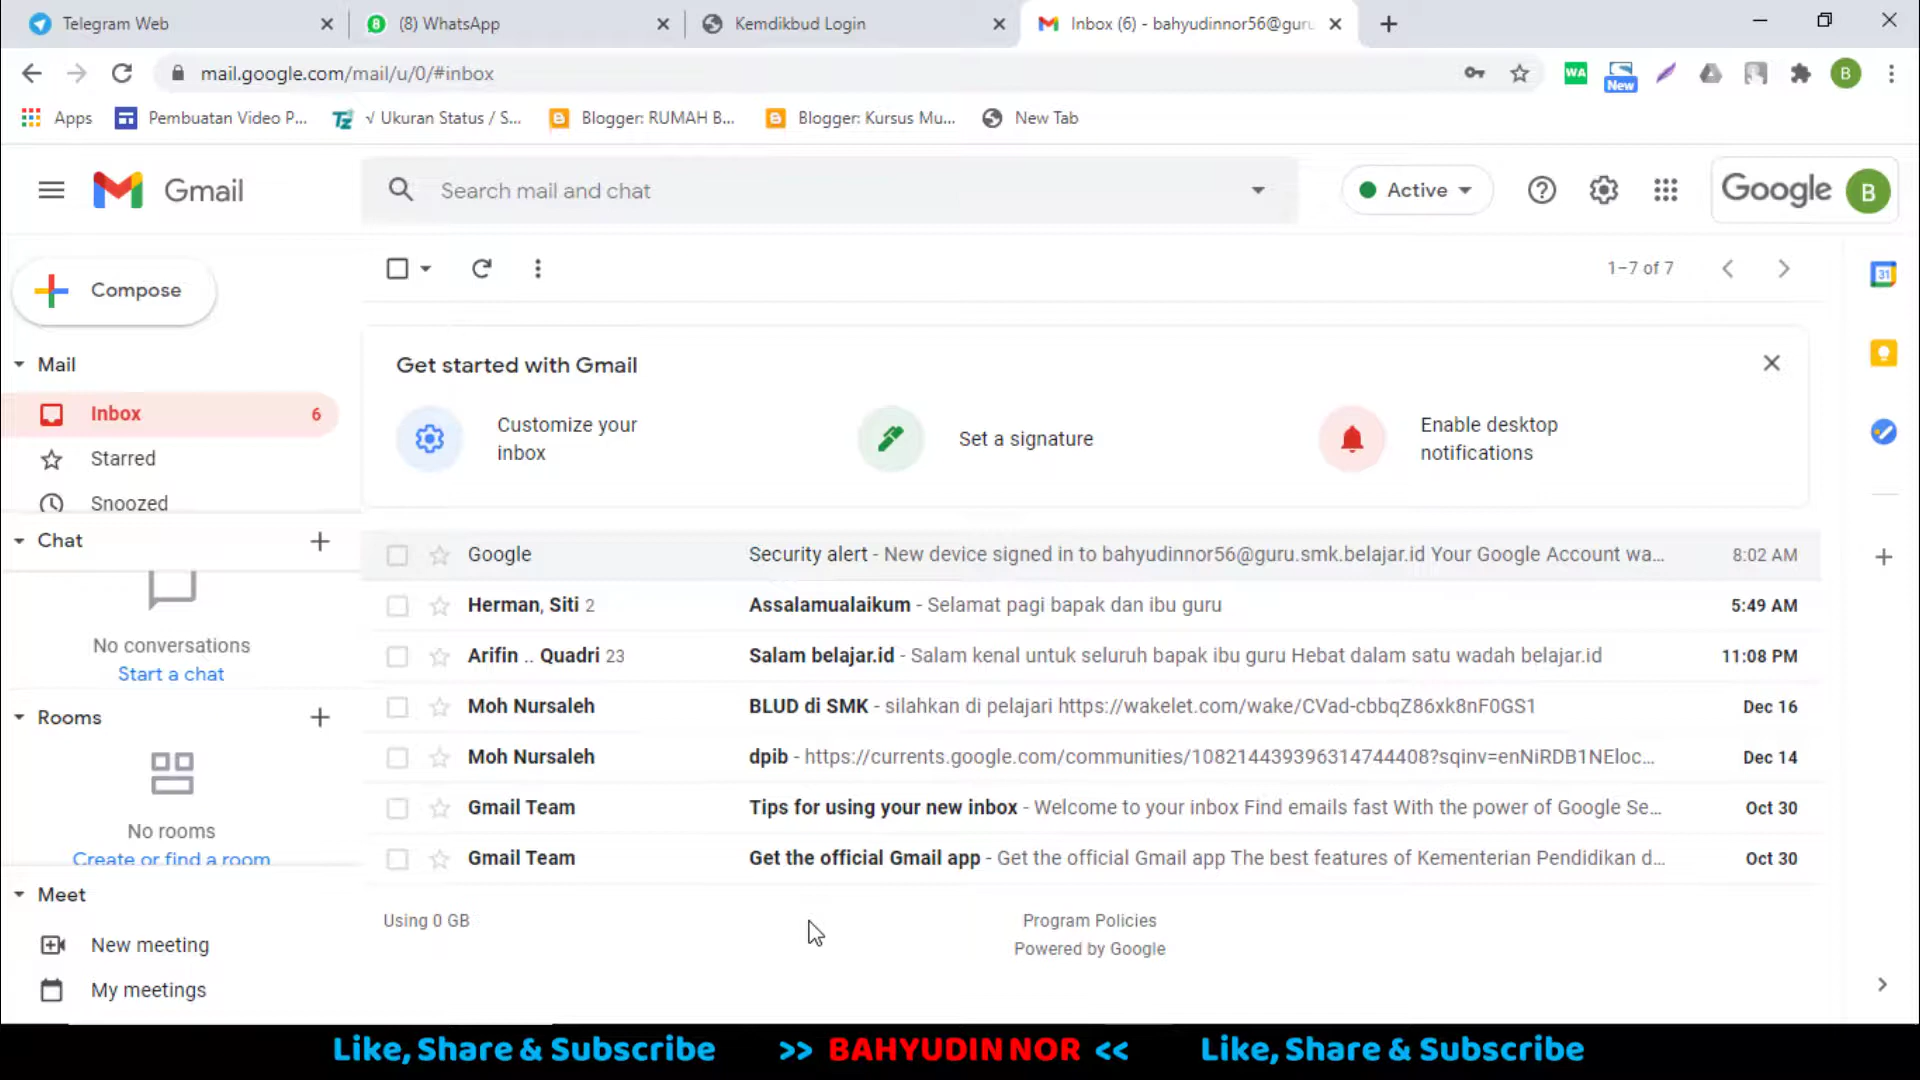 Telegram Web
(8) WhatsApp
Kemdikbud Login
Inbox (6) - bahyudinnor56@guru
mail.google.com/mail/u/0/#inbox
WA
New
B
Apps
Pembuatan Video P...
TZ
√ Ukuran Status / S...
Blogger: RUMAH B...
Blogger: Kursus Mu...
New Tab
Gmail
Search mail and chat
Active
Google
B
Compose
1–7 of 7
31
Mail
Get started with Gmail
Inbox 6
Customize your
inbox
Set a signature
Enable desktop
notifications
Starred
Snoozed
Chat
Google Security alert - New device signed in to bahyudinnor56@guru.smk.belajar.id Your Google Account wa... 8:02 AM
Herman, Siti 2 Assalamualaikum - Selamat pagi bapak dan ibu guru 5:49 AM
No conversations
Start a chat
Arifin .. Quadri 23 Salam belajar.id - Salam kenal untuk seluruh bapak ibu guru Hebat dalam satu wadah belajar.id 11:08 PM
Rooms
Moh Nursaleh BLUD di SMK - silahkan di pelajari https://wakelet.com/wake/CVad-cbbqZ86xk8nF0GS1 Dec 16
Moh Nursaleh dpib - https://currents.google.com/communities/108214439396314744408?sqinv=enNiRDB1NEloc... Dec 14
Gmail Team Tips for using your new inbox - Welcome to your inbox Find emails fast With the power of Google Se... Oct 30
No rooms
Create or find a room
Gmail Team Get the official Gmail app - Get the official Gmail app The best features of Kementerian Pendidikan d... Oct 30
Meet
Using 0 GB
Program Policies
Powered by Google
New meeting
My meetings
Like, Share & Subscribe >> BAHYUDIN NOR << Like, Share & Subscribe